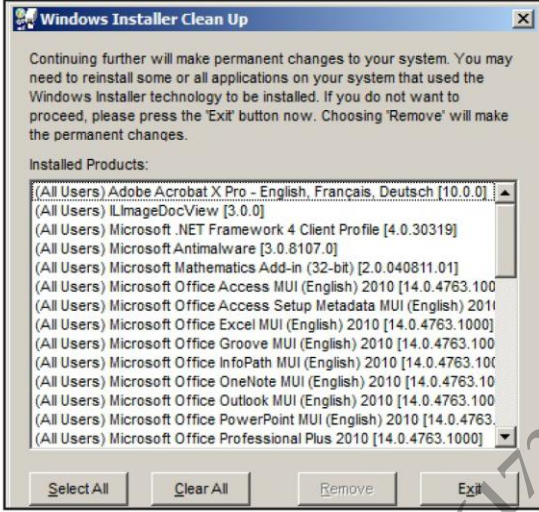 Windows Installer Clean Up
Continuing further will make permanent changes to your system. You may
need to reinstall some or all applications on your system that used the
Windows Installer technology to be installed. If you do not want to
proceed, please press the 'Exit' button now. Choosing 'Remove' will make
the permanent changes.
Installed Products:
(All Users) Adobe Acrobat X Pro - English, Français, Deutsch [10.0.0]
(All Users) ILImageDocView [3.0.0]
(All Users) Microsoft .NET Framework 4 Client Profile [4.0.30319]
(All Users) Microsoft Antimalware [3.0.8107.0]
(All Users) Microsoft Mathematics Add-in (32-bit) [2.0.040811.01]
(All Users) Microsoft Office Access MUI (English) 2010 [14.0.4763.100
(All Users) Microsoft Office Access Setup Metadata MUI (English) 201
(All Users) Microsoft Office Excel MUI (English) 2010 [14.0.4763.1000]
(All Users) Microsoft Office Groove MUI (English) 2010 [14.0.4763.100
(All Users) Microsoft Office InfoPath MUI (English) 2010 [14.0.4763.100
(All Users) Microsoft Office OneNote MUI (English) 2010 [14.0.4763.10
(All Users) Microsoft Office Outlook MUI (English) 2010 [14.0.4763.100
(All Users) Microsoft Office PowerPoint MUI (English) 2010 [14.0.4763.
(All Users) Microsoft Office Professional Plus 2010 [14.0.4763.1000]
Select All Clear All Remove Exit